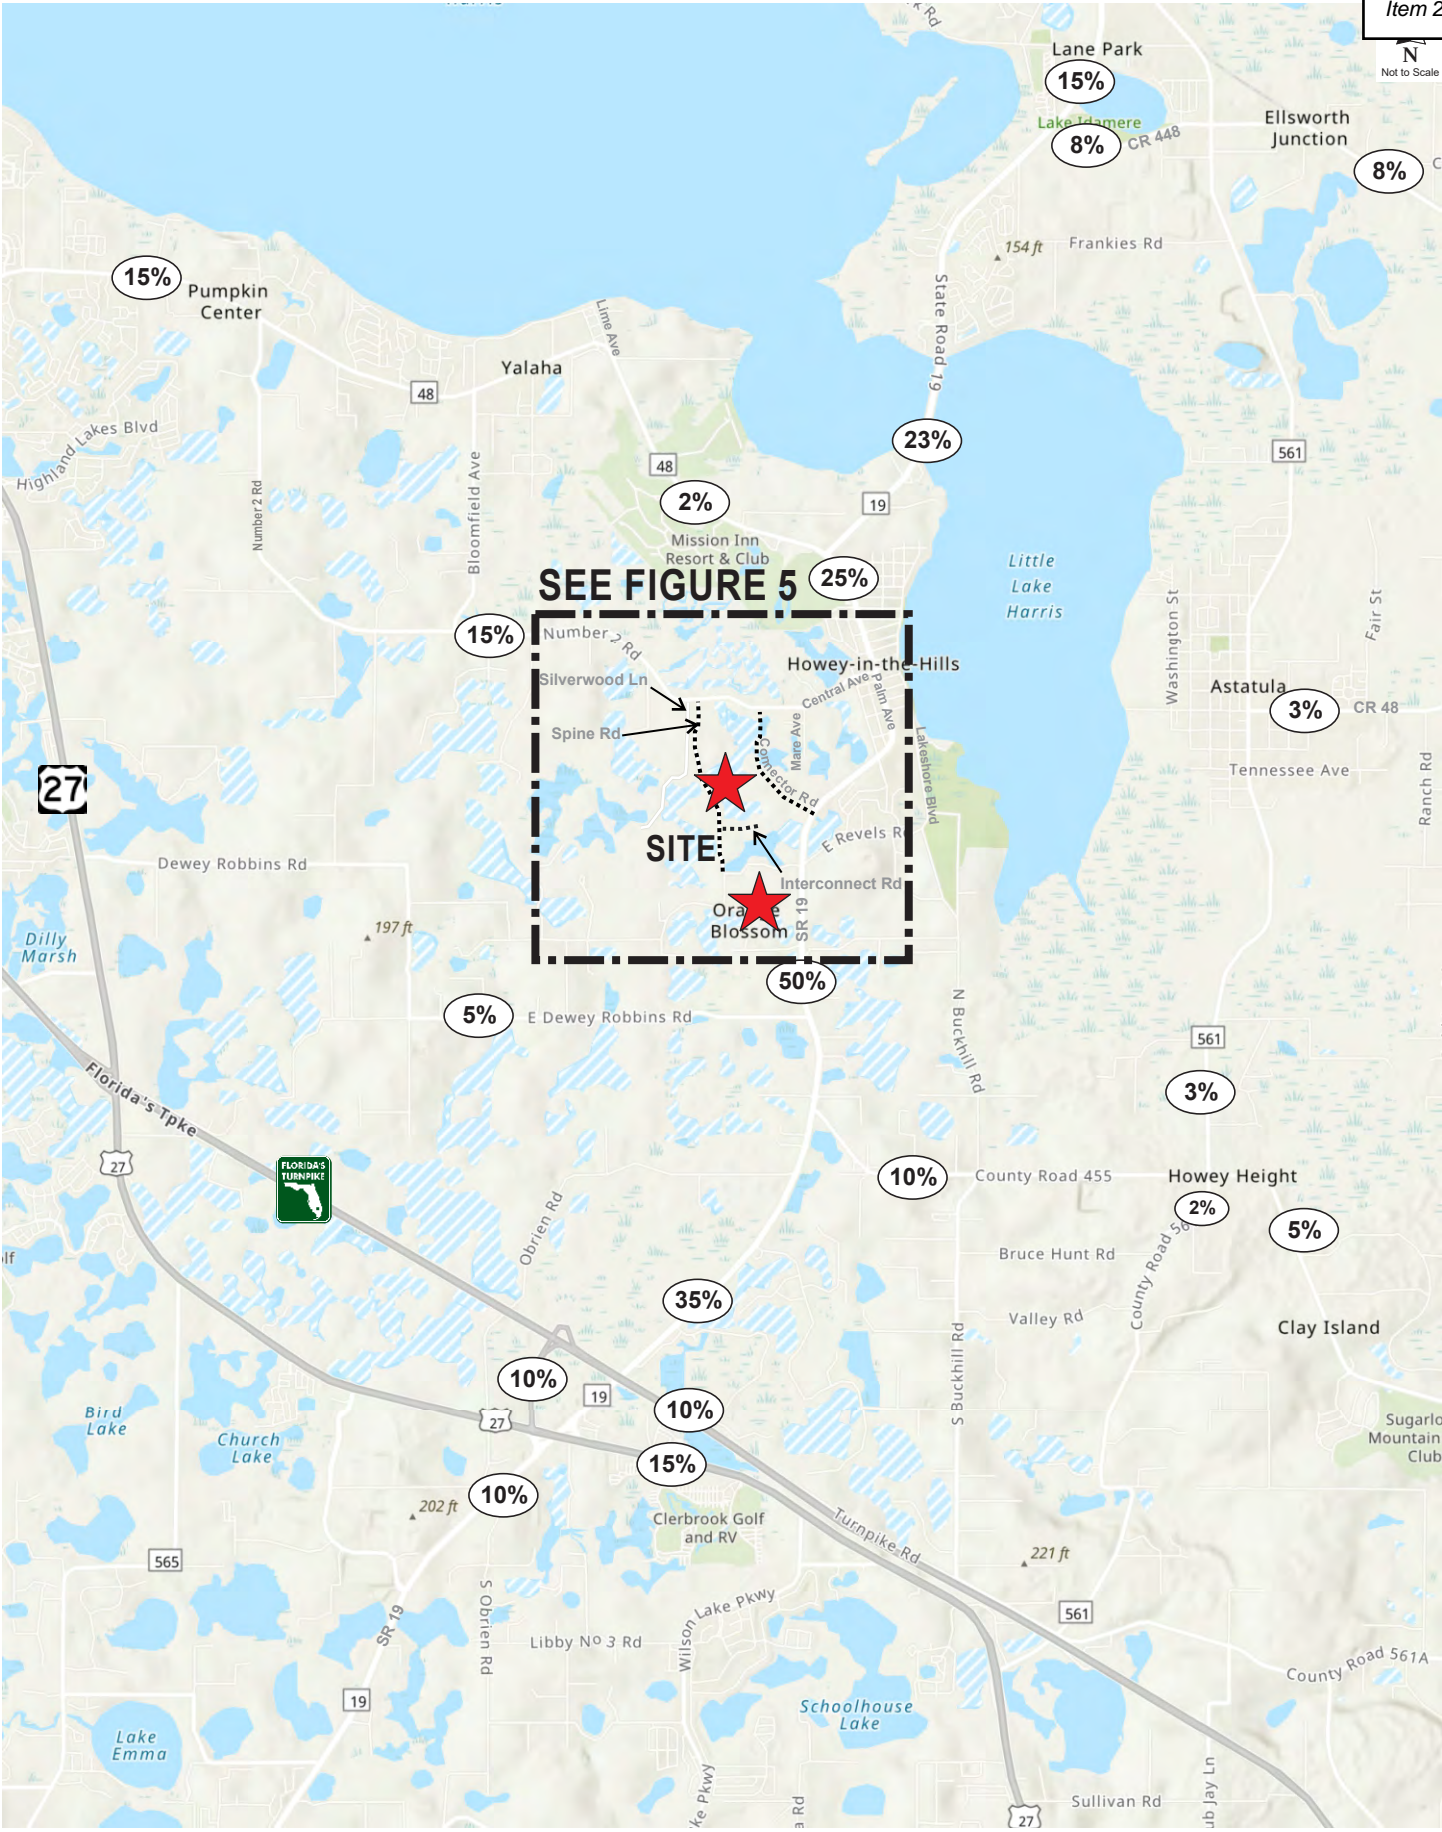 Item 2
N
Not to Scale
Lane Park
15%
Lake Idamere
8%
CR 448
Ellsworth
Junction
8%
154 ft
Frankies Rd
15%
Pumpkin
Center
State Road 19
Lime Ave
Yalaha
48
Highland Lakes Blvd
23%
561
48
Number 2 Rd
Bloomfield Ave
2%
19
Mission Inn
Resort & Club
Little
Lake
Harris
SEE FIGURE 5
25%
Washington St
Fair St
15%
Number 2 Rd
Howey-in-the-Hills
Silverwood Ln
Central Ave
Palm Ave
Astatula
3%
CR 48
Spine Rd
Mare Ave
Connector Rd
Lakeshore Blvd
Tennessee Ave
Ranch Rd
27
SITE
E Revels R
Dewey Robbins Rd
Interconnect Rd
197 ft
Blossom
SR 19
Dilly
Marsh
50%
5%
E Dewey Robbins Rd
N Buckhill Rd
561
Florida's Tpke
3%
27
FLORIDA'S
TURNPIKE
10%
County Road 455
Howey Height
2%
5%
Obrien Rd
Bruce Hunt Rd
County Road 56
lf
35%
Valley Rd
Clay Island
S Buckhill Rd
10%
19
10%
Bird
Lake
27
Church
Lake
Sugarlo
Mountain
Club
15%
10%
202 ft
Clerbrook Golf
and RV
Turnpike Rd
221 ft
565
S Obrien Rd
Wilson Lake Pkwy
561
SR 19
Libby No 3 Rd
County Road 561A
19
Schoolhouse
Lake
Lake
Emma
ke Pkwy
a Rd
27
Sullivan Rd
ub Jay Ln